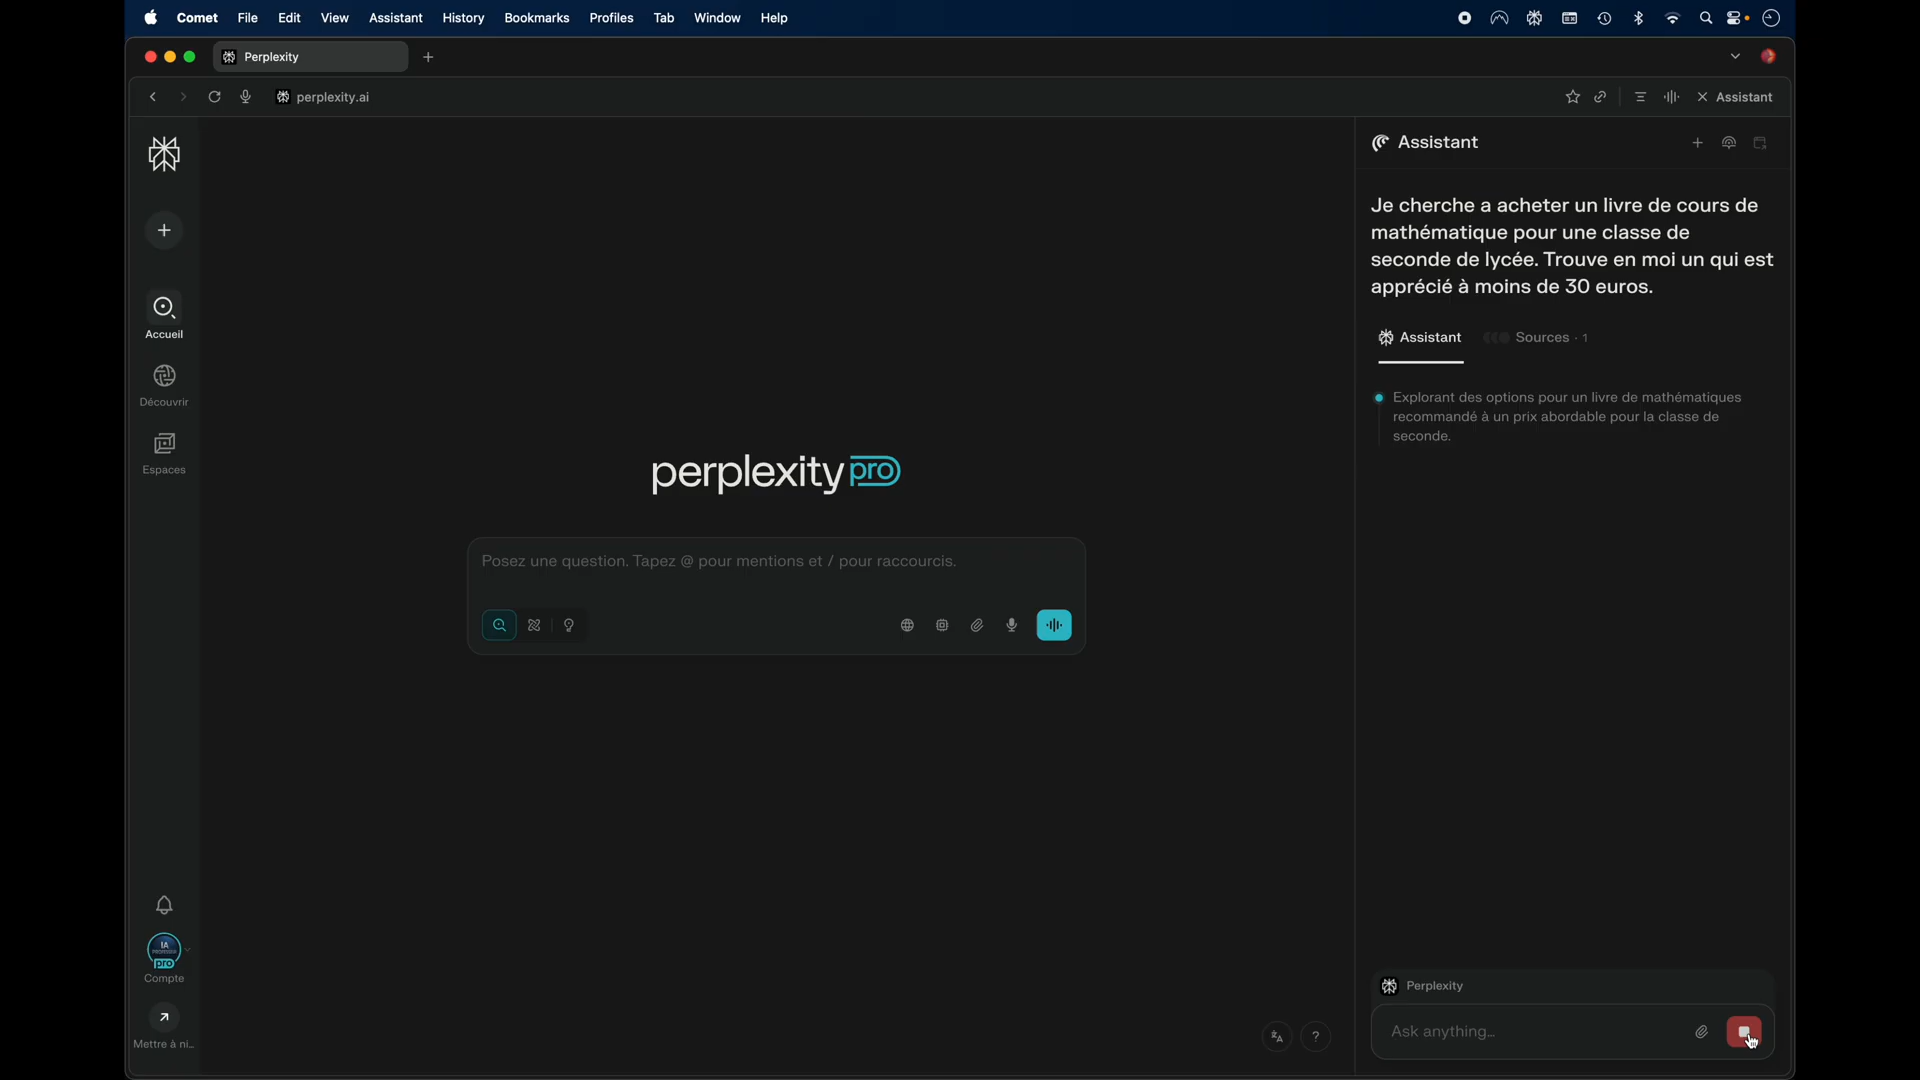 Comet File Edit View Assistant History Bookmarks Profiles Tab Window Help
Perplexity
perplexity.ai
Assistant
Accueil
Découvrir
Espaces
IA
pro
Compte
Mettre à ni...
perplexity pro
Posez une question. Tapez @ pour mentions et / pour raccourcis.
Assistant
Je cherche a acheter un livre de cours de
mathématique pour une classe de
seconde de lycée. Trouve en moi un qui est
apprécié à moins de 30 euros.
Assistant Sources · 1
Explorant des options pour un livre de mathématiques
recommandé à un prix abordable pour la classe de
seconde.
Perplexity
Ask anything...
?